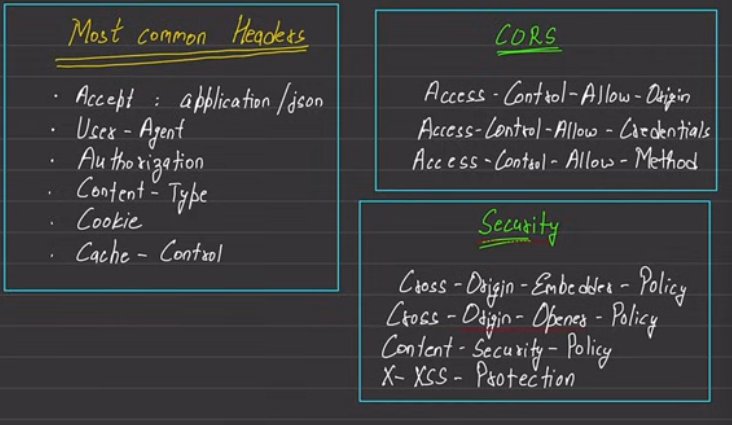 Most common Headers
· Accept : application/json
· User-Agent
· Authorization
· Content-Type
· Cookie
· Cache-Control
CORS
Access-Control-Allow-Origin
Access-Control-Allow-Credentials
Access-Control-Allow-Method
Security
Cross-Origin-Embedder-Policy
Cross-Origin-Opener-Policy
Content-Security-Policy
X-XSS-Protection